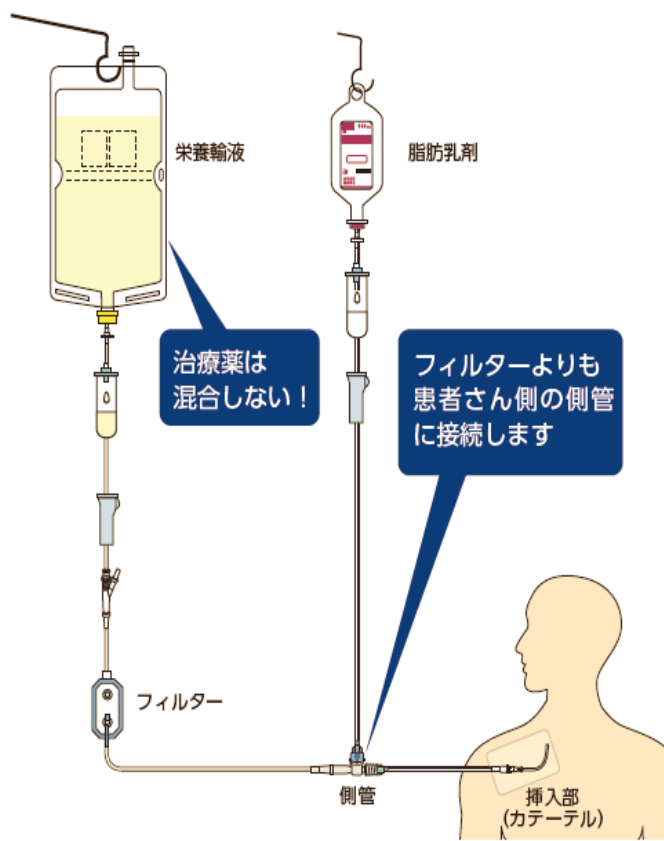 栄養輸液
脂肪乳剤
治療薬は
混合しない！
フィルターよりも
患者さん側の側管
に接続します
フィルター
側管
挿入部
(カテーテル)